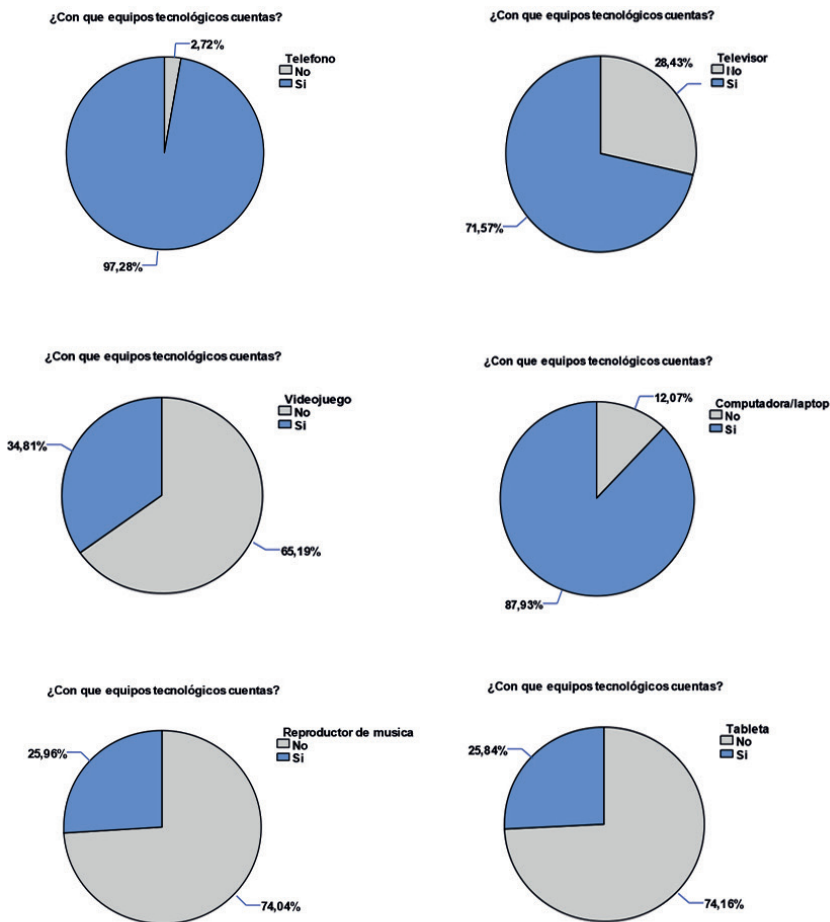 ¿Con que equipos tecnológicos cuentas?
2,72%
Telefono
No
Si
97,28%
¿Con que equipos tecnológicos cuentas?
28,43%
Televisor
No
Si
71,57%
¿Con que equipos tecnológicos cuentas?
Videojuego
No
Si
34,81%
65,19%
¿Con que equipos tecnológicos cuentas?
12,07%
Computadora/laptop
No
Si
87,93%
¿Con que equipos tecnológicos cuentas?
Reproductor de musica
No
Si
25,96%
74,04%
¿Con que equipos tecnológicos cuentas?
Tableta
No
Si
25,84%
74,16%